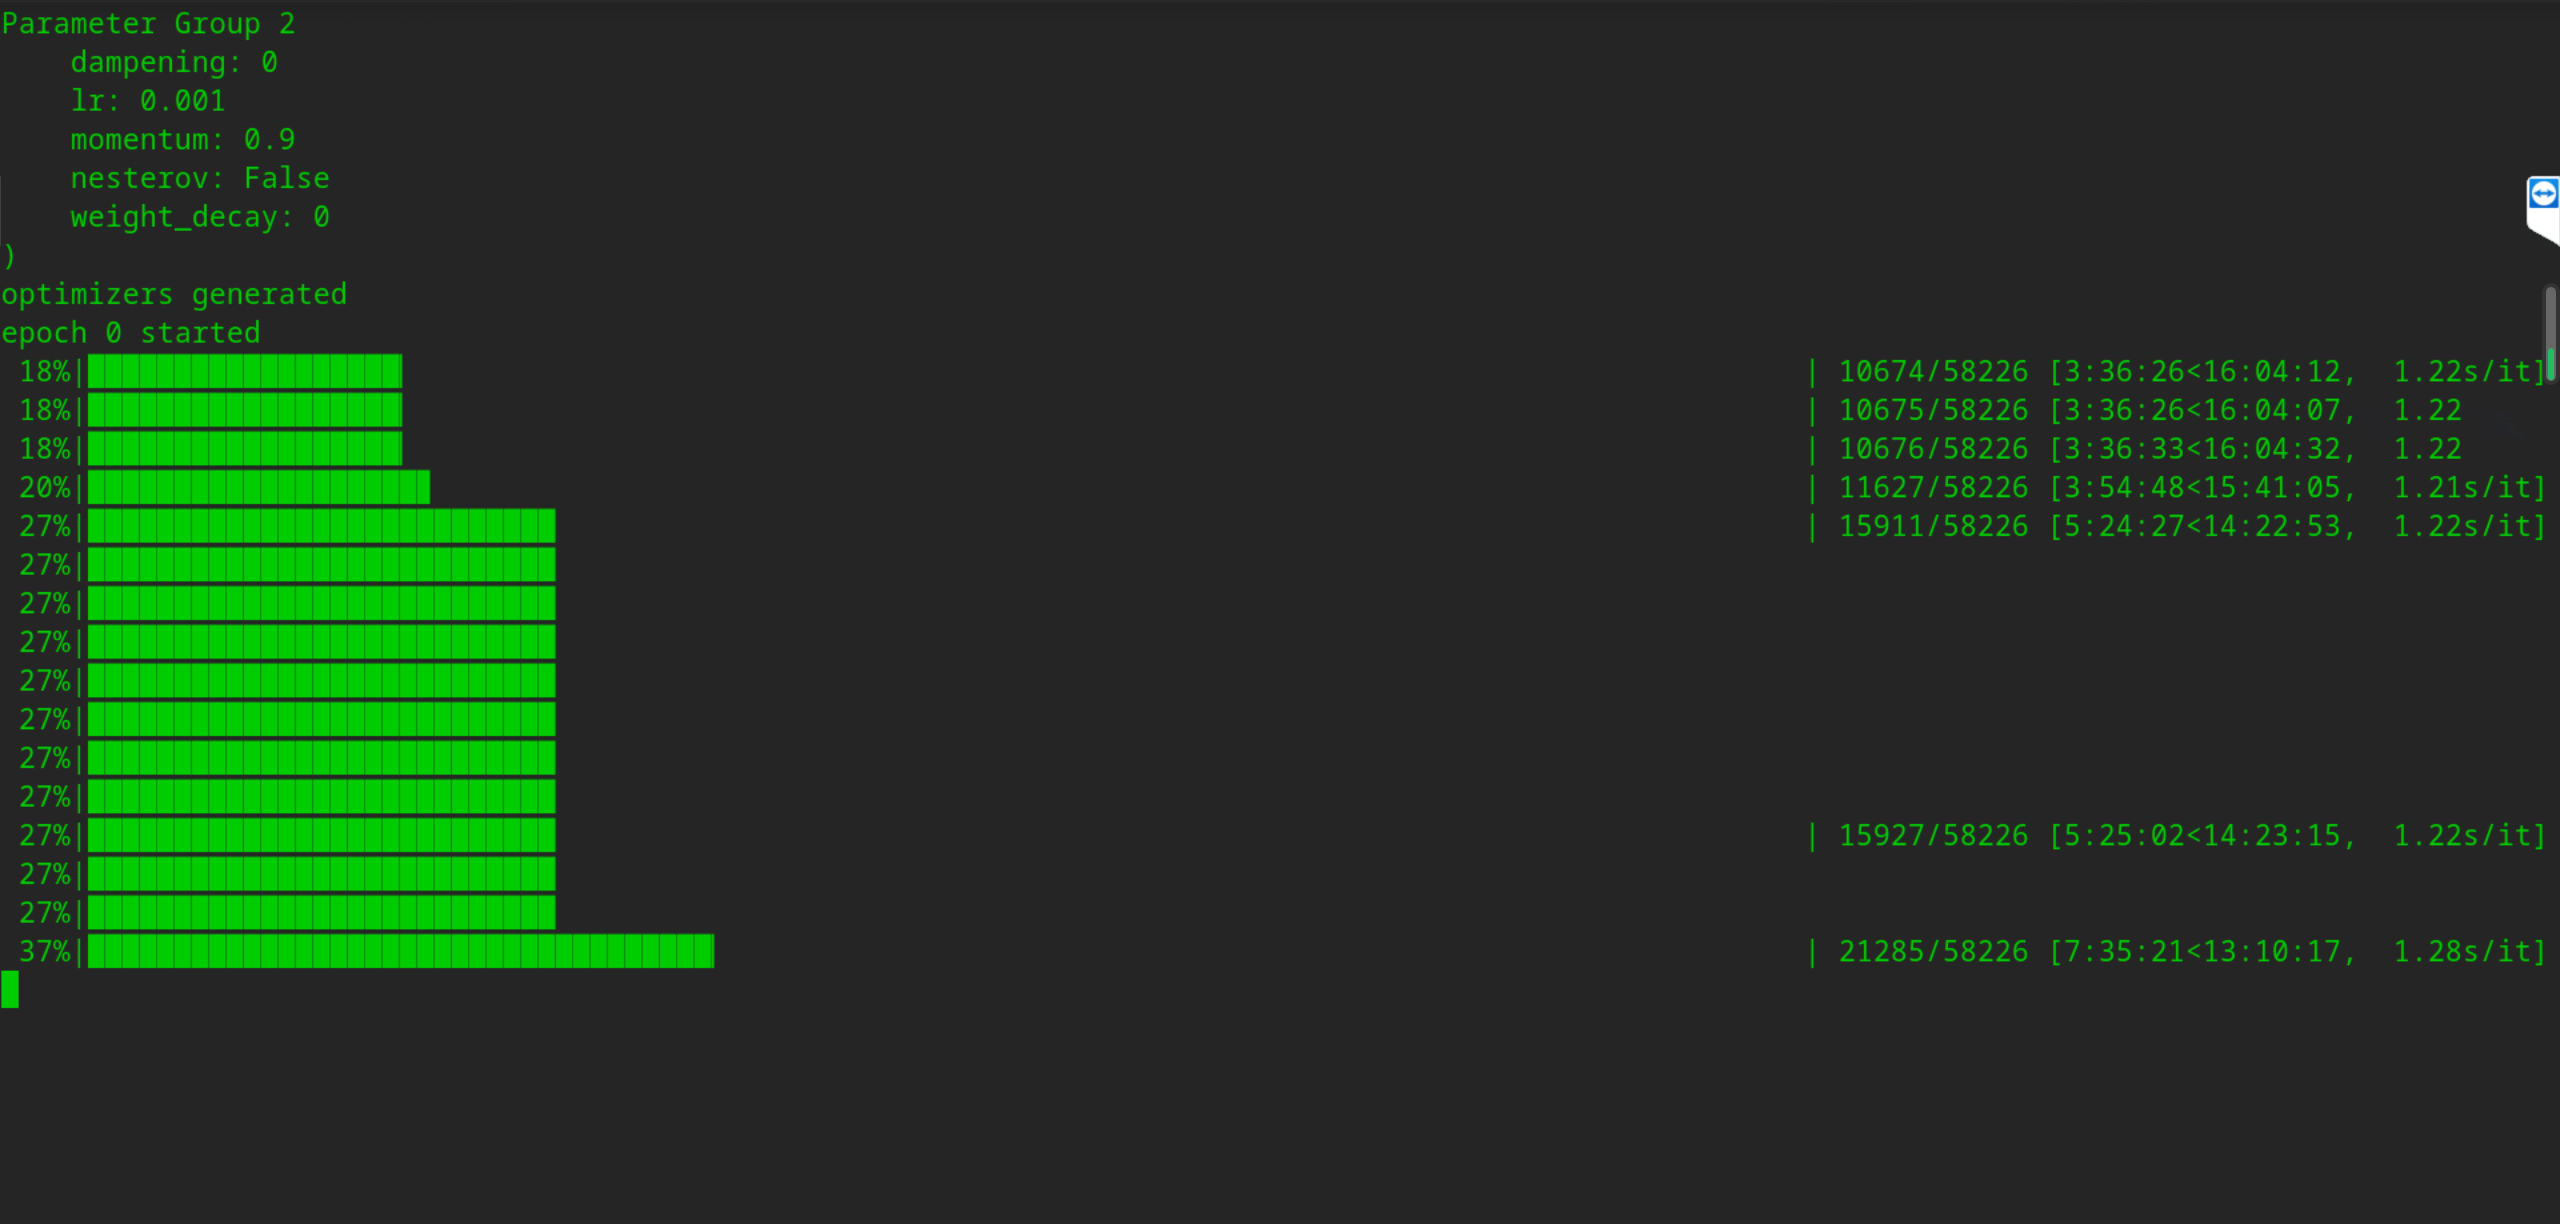 Parameter Group 2
    dampening: 0
    lr: 0.001
    momentum: 0.9
    nesterov: False
    weight_decay: 0
)
optimizers generated
epoch 0 started
 18%| | 10674/58226 [3:36:26<16:04:12,  1.22s/it]
 18%| | 10675/58226 [3:36:26<16:04:07,  1.22
 18%| | 10676/58226 [3:36:33<16:04:32,  1.22
 20%| | 11627/58226 [3:54:48<15:41:05,  1.21s/it]
 27%| | 15911/58226 [5:24:27<14:22:53,  1.22s/it]
 27%|
 27%|
 27%|
 27%|
 27%|
 27%|
 27%|
 27%| | 15927/58226 [5:25:02<14:23:15,  1.22s/it]
 27%|
 27%|
 37%| | 21285/58226 [7:35:21<13:10:17,  1.28s/it]